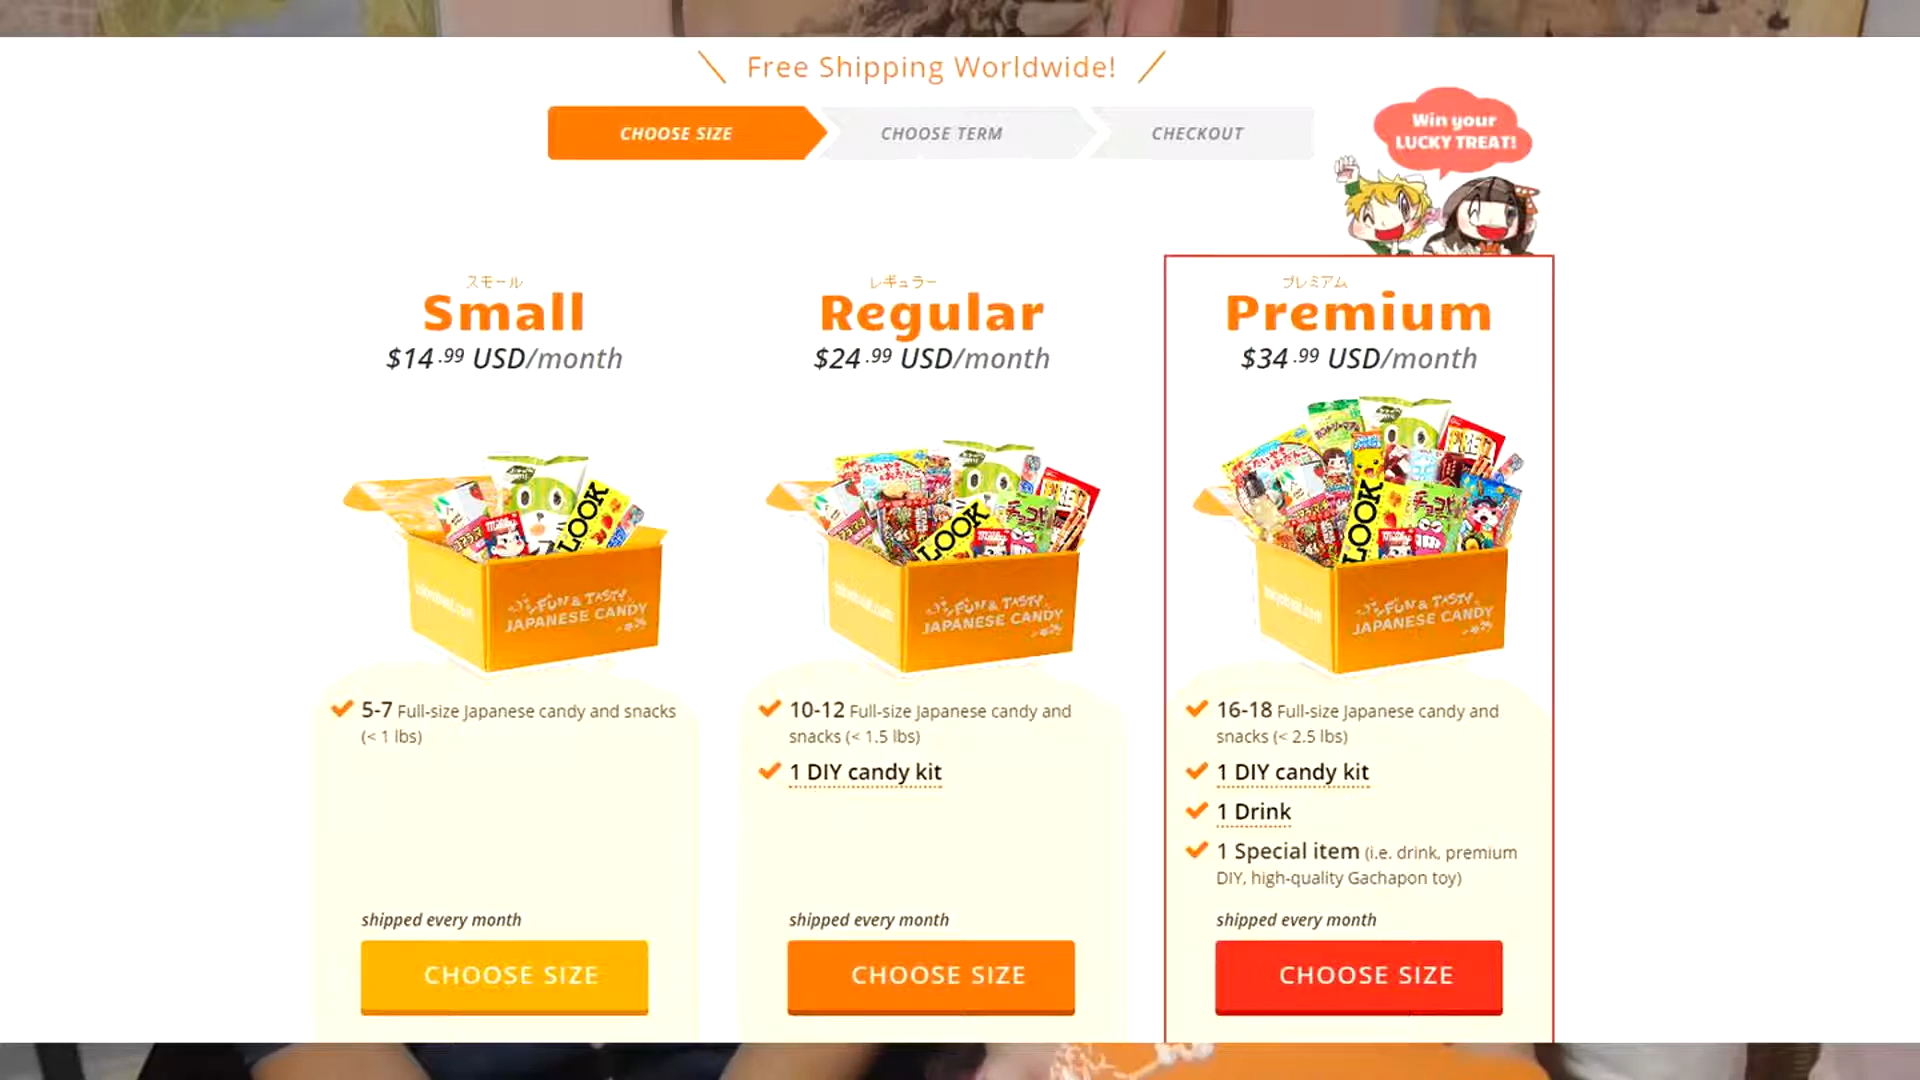 Free Shipping Worldwide!
CHOOSE SIZE
CHOOSE TERM
CHECKOUT
Win your
LUCKY TREAT!
スモール
Small
$14.99 USD/month
FUN & TASTY
JAPANESE CANDY
LOOK
Milky
5-7 Full-size Japanese candy and snacks
(< 1 lbs)
shipped every month
CHOOSE SIZE
レギュラー
Regular
$24.99 USD/month
LOOK
Milky
FUN & TASTY
JAPANESE CANDY
10-12 Full-size Japanese candy and
snacks (< 1.5 lbs)
1 DIY candy kit
shipped every month
CHOOSE SIZE
プレミアム
Premium
$34.99 USD/month
LOOK
Milky
FUN & TASTY
JAPANESE CANDY
16-18 Full-size Japanese candy and
snacks (< 2.5 lbs)
1 DIY candy kit
1 Drink
1 Special item (i.e. drink, premium
DIY, high-quality Gachapon toy)
shipped every month
CHOOSE SIZE